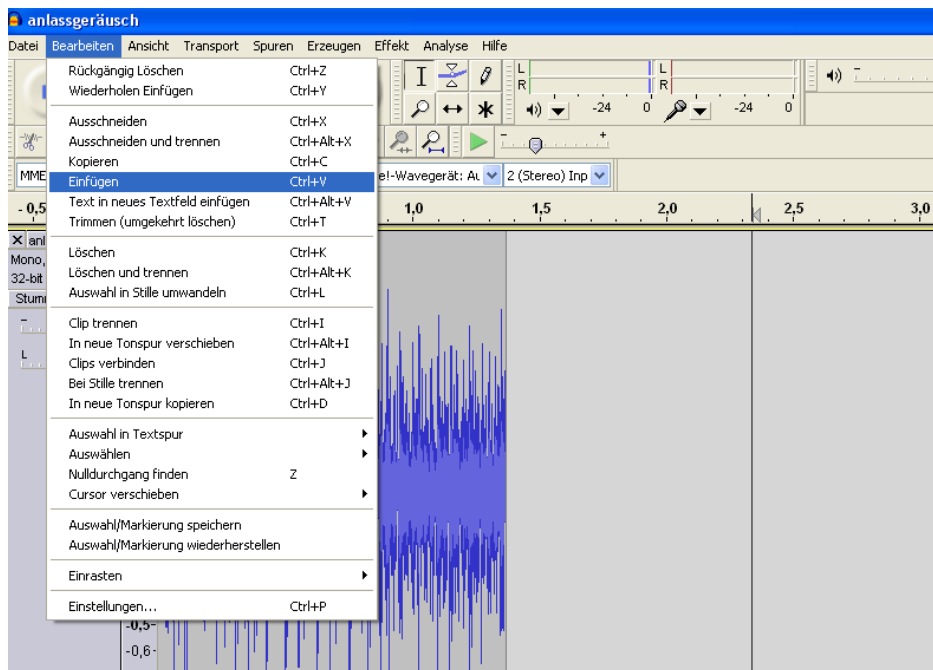 anlassgeräusch
Datei Bearbeiten Ansicht Transport Spuren Erzeugen Effekt Analyse Hilfe
Rückgängig Löschen Ctrl+Z
Wiederholen Einfügen Ctrl+Y
Ausschneiden Ctrl+X
Ausschneiden und trennen Ctrl+Alt+X
Kopieren Ctrl+C
Einfügen Ctrl+V
Text in neues Textfeld einfügen Ctrl+Alt+V
Trimmen (umgekehrt löschen) Ctrl+T
Löschen Ctrl+K
Löschen und trennen Ctrl+Alt+K
Auswahl in Stille umwandeln Ctrl+L
Clip trennen Ctrl+I
In neue Tonspur verschieben Ctrl+Alt+I
Clips verbinden Ctrl+J
Bei Stille trennen Ctrl+Alt+J
In neue Tonspur kopieren Ctrl+D
Auswahl in Textspur
Auswählen
Nulldurchgang finden Z
Cursor verschieben
Auswahl/Markierung speichern
Auswahl/Markierung wiederherstellen
Einrasten
Einstellungen... Ctrl+P
L L
R R
-24 0 -24 0
MME e!-Wavegerät: Au 2 (Stereo) Inp
- 0,5 1,0 1,5 2,0 2,5 3,0
X anl
Mono,
32-bit
Stum
L
-0,5-
-0,6-